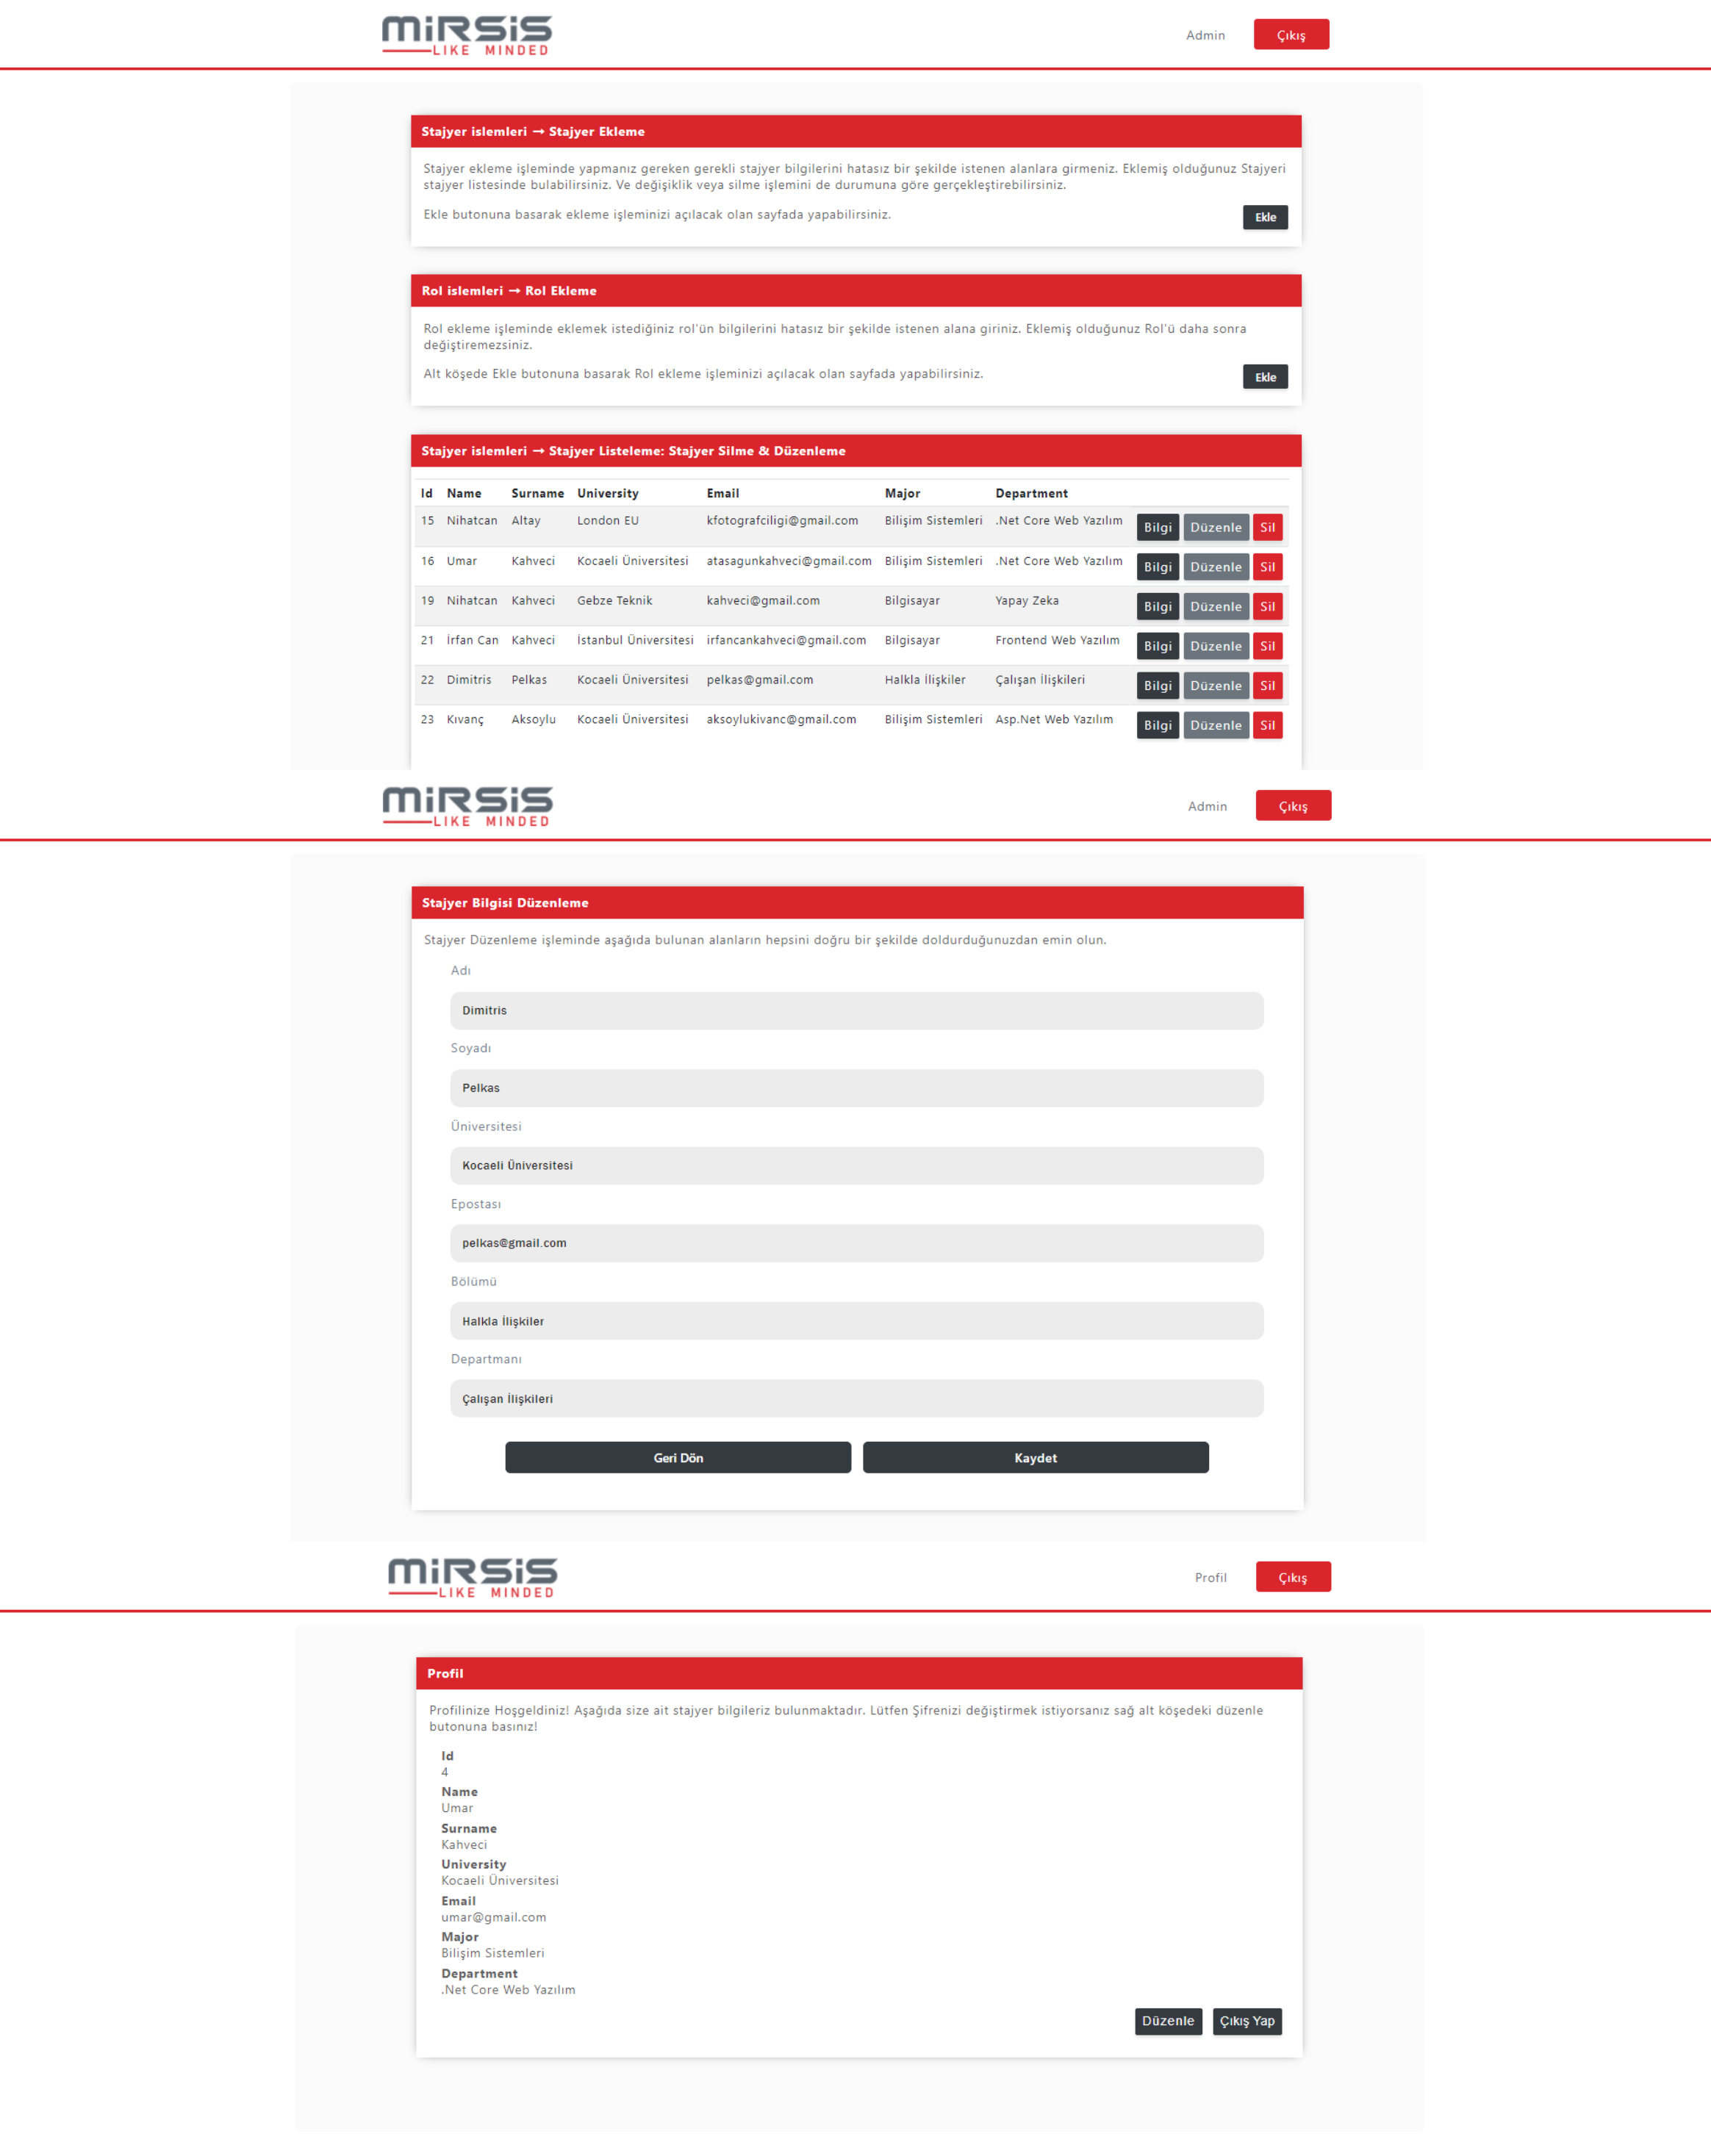 MiRSiS
LIKE MINDED
Admin
Çıkış
Stajyer islemleri → Stajyer Ekleme
Stajyer ekleme işleminde yapmanız gereken gerekli stajyer bilgilerini hatasız bir şekilde istenen alanlara girmeniz. Eklemiş olduğunuz Stajyeri
stajyer listesinde bulabilirsiniz. Ve değişiklik veya silme işlemini de durumuna göre gerçekleştirebilirsiniz.
Ekle butonuna basarak ekleme işleminizi açılacak olan sayfada yapabilirsiniz.
Ekle
Rol islemleri → Rol Ekleme
Rol ekleme işleminde eklemek istediğiniz rol'ün bilgilerini hatasız bir şekilde istenen alana giriniz. Eklemiş olduğunuz Rol'ü daha sonra
değiştiremezsiniz.
Alt köşede Ekle butonuna basarak Rol ekleme işleminizi açılacak olan sayfada yapabilirsiniz.
Ekle
Stajyer islemleri → Stajyer Listeleme: Stajyer Silme & Düzenleme
Id Name Surname University Email Major Department
15 Nihatcan Altay London EU kfotografciligi@gmail.com Bilişim Sistemleri .Net Core Web Yazılım Bilgi Düzenle Sil
16 Umar Kahveci Kocaeli Üniversitesi atasagunkahveci@gmail.com Bilişim Sistemleri .Net Core Web Yazılım Bilgi Düzenle Sil
19 Nihatcan Kahveci Gebze Teknik kahveci@gmail.com Bilgisayar Yapay Zeka Bilgi Düzenle Sil
21 İrfan Can Kahveci İstanbul Üniversitesi irfancankahveci@gmail.com Bilgisayar Frontend Web Yazılım Bilgi Düzenle Sil
22 Dimitris Pelkas Kocaeli Üniversitesi pelkas@gmail.com Halkla İlişkiler Çalışan İlişkileri Bilgi Düzenle Sil
23 Kıvanç Aksoylu Kocaeli Üniversitesi aksoylukivanc@gmail.com Bilişim Sistemleri Asp.Net Web Yazılım Bilgi Düzenle Sil
MiRSiS
LIKE MINDED
Admin
Çıkış
Stajyer Bilgisi Düzenleme
Stajyer Düzenleme işleminde aşağıda bulunan alanların hepsini doğru bir şekilde doldurduğunuzdan emin olun.
Adı
Dimitris
Soyadı
Pelkas
Üniversitesi
Kocaeli Üniversitesi
Epostası
pelkas@gmail.com
Bölümü
Halkla İlişkiler
Departmanı
Çalışan İlişkileri
Geri Dön
Kaydet
MiRSiS
LIKE MINDED
Profil
Çıkış
Profil
Profilinize Hoşgeldiniz! Aşağıda size ait stajyer bilgileriz bulunmaktadır. Lütfen Şifrenizi değiştirmek istiyorsanız sağ alt köşedeki düzenle
butonuna basınız!
Id
4
Name
Umar
Surname
Kahveci
University
Kocaeli Üniversitesi
Email
umar@gmail.com
Major
Bilişim Sistemleri
Department
.Net Core Web Yazılım
Düzenle
Çıkış Yap